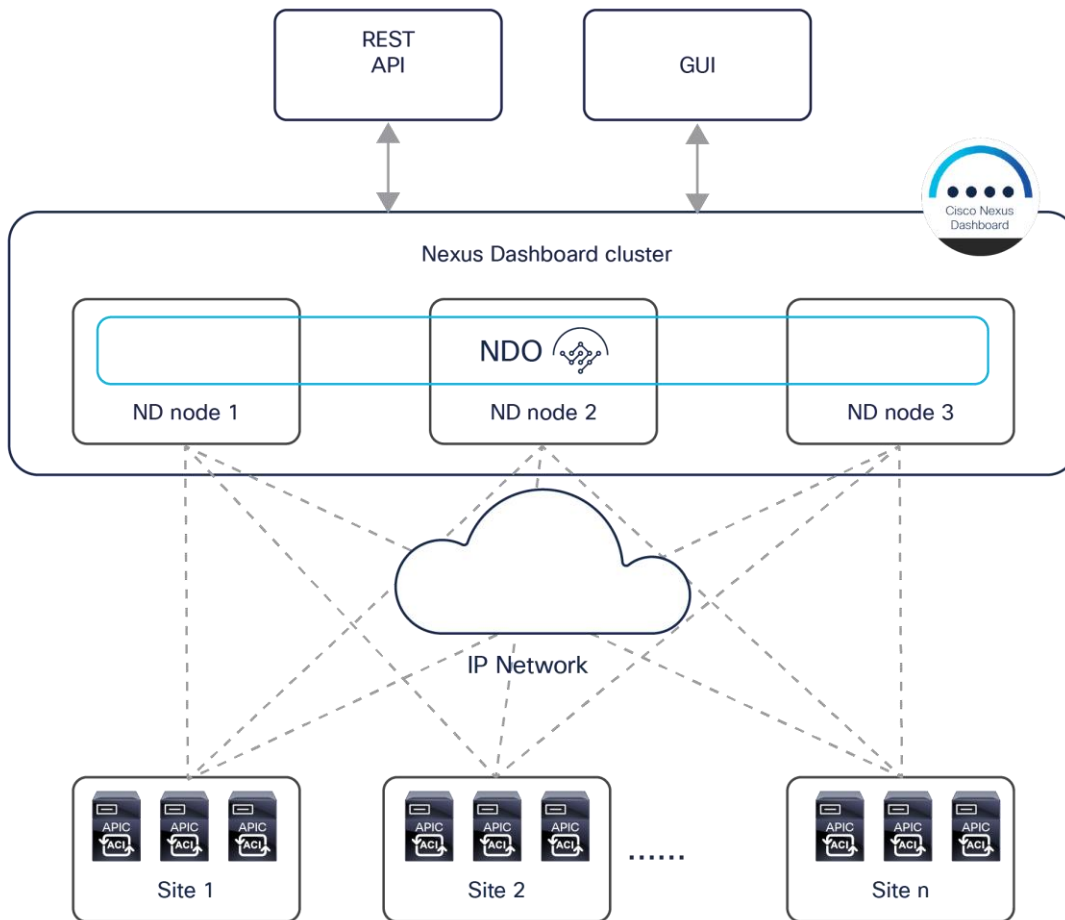 REST
API
GUI
Cisco Nexus
Dashboard
Nexus Dashboard cluster
NDO
ND node 1
ND node 2
ND node 3
IP Network
APIC
ACI
APIC
ACI
APIC
ACI
APIC
ACI
APIC
ACI
APIC
ACI
......
APIC
ACI
APIC
ACI
APIC
ACI
Site 1
Site 2
Site n